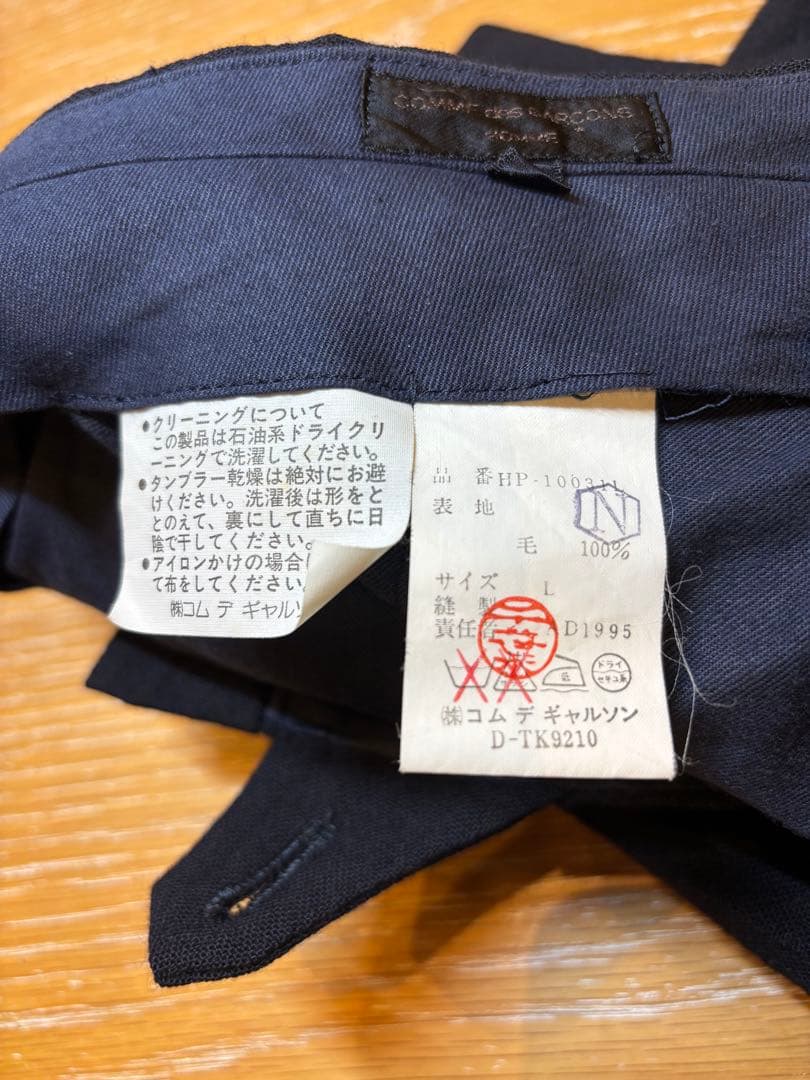 COMME des GARÇONS
HOMME
●クリーニングについて
この製品は石油系ドライクリ
ーニングで洗濯してください。
●タンブラー乾燥は絶対にお避
けください。洗濯後は形をと
とのえて、裏にして直ちに日
陰で干してください。
●アイロンかけの場合
て布をしてください
㈱コム デ ギャルソン
品 番 HP-10031
N
表 地
毛 100%
サイズ L
縫 製
責任者 AD1995
ドライ
セキユ系
㈱コム デ ギャルソン
D-TK9210